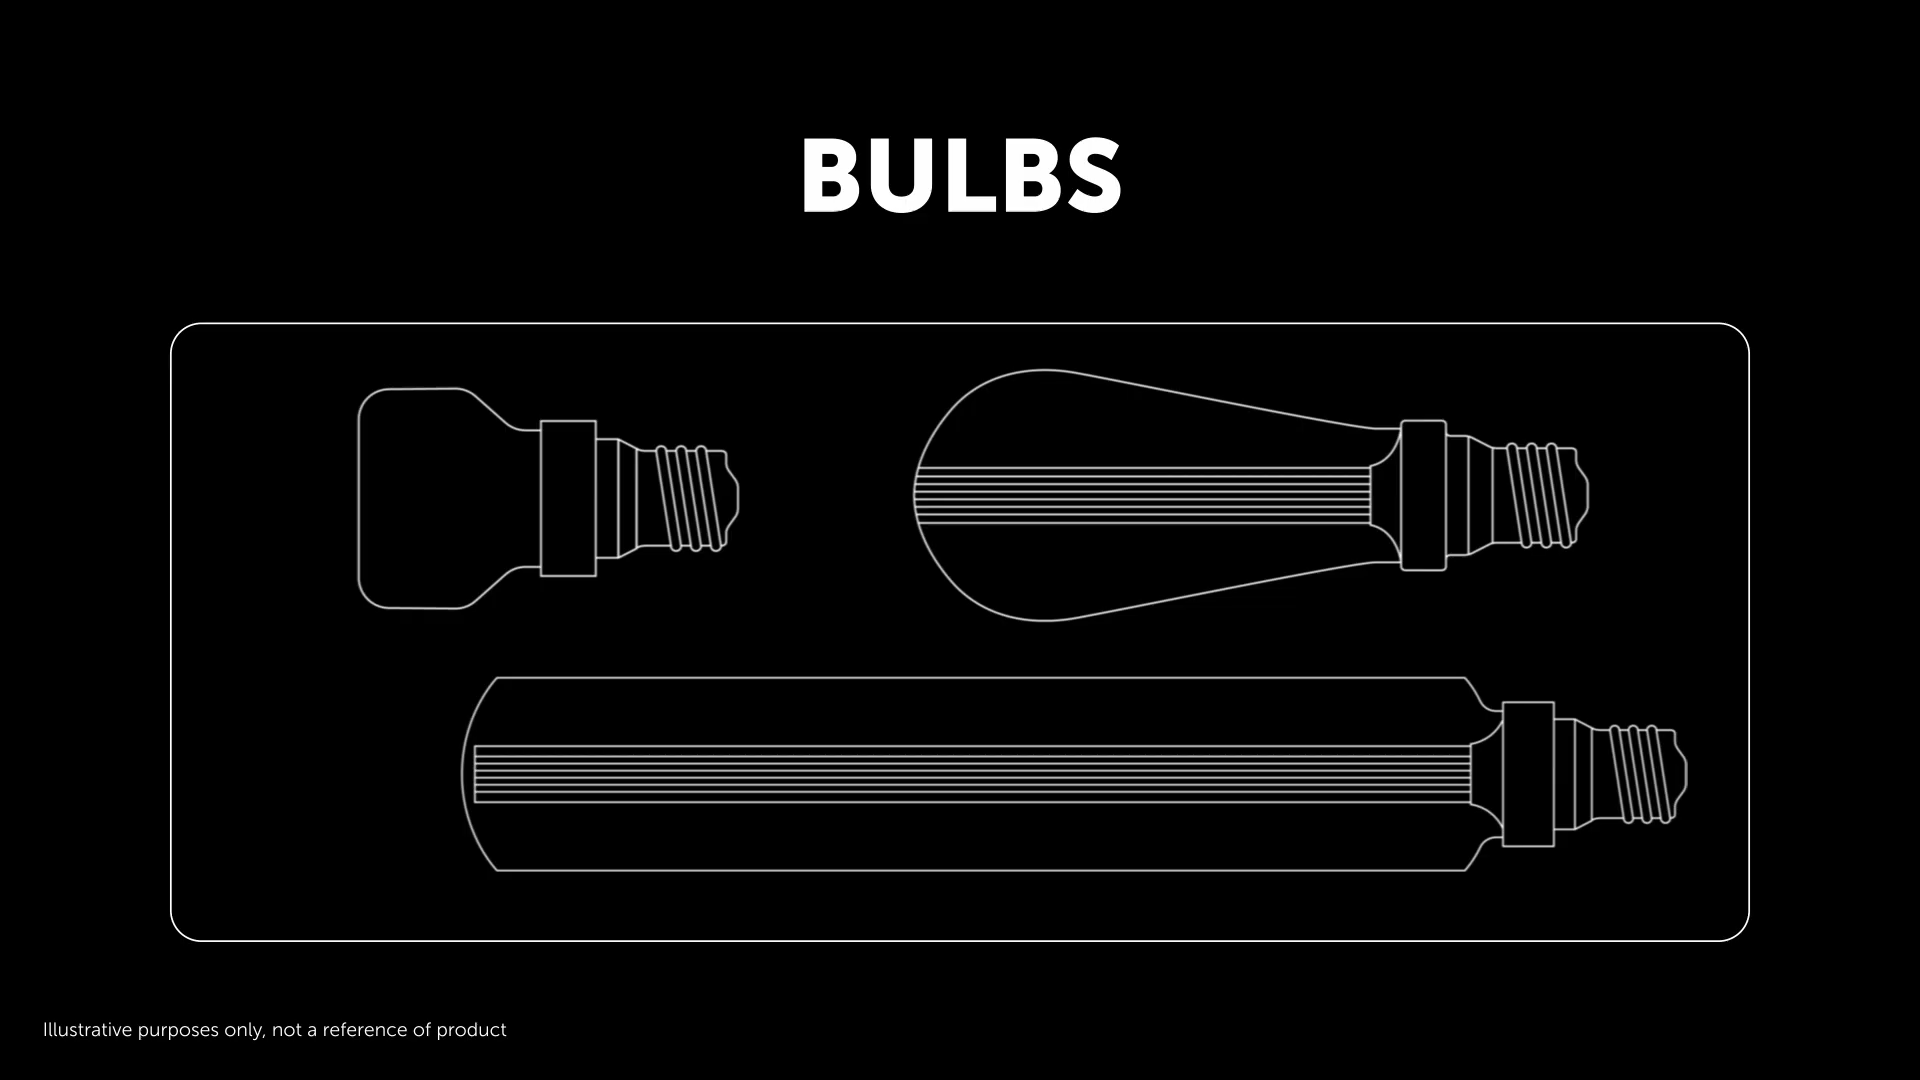 BULBS
Illustrative purposes only, not a reference of product